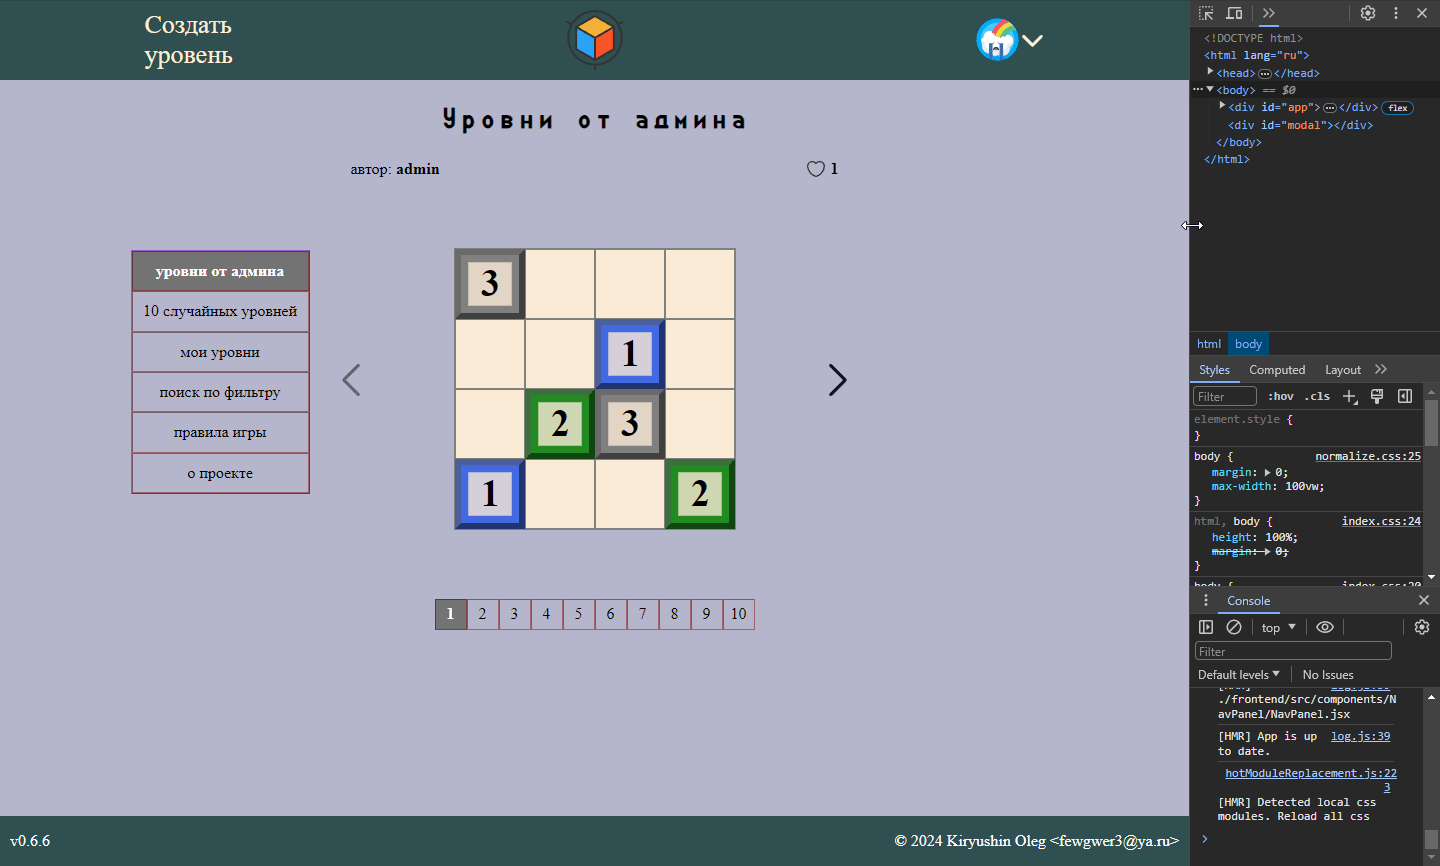 Создать
уровень
Уровни от админа
автор: admin
1
уровни от админа
10 случайных уровней
мои уровни
поиск по фильтру
правила игры
о проекте
3
1
2 3
1 2
1 2 3 4 5 6 7 8 9 10
v0.6.6
© 2024 Kiryushin Oleg <fewgwer3@ya.ru>
<!DOCTYPE html>
<html lang="ru">
<head> … </head>
<body> == $0
<div id="app"> … </div> flex
<div id="modal"></div>
</body>
</html>
html body
Styles Computed Layout
Filter :hov .cls
element.style {
}
body { normalize.css:25
margin: 0;
max-width: 100vw;
}
html, body { index.css:24
height: 100%;
margin: 0;
}
Console
top
Filter
Default levels No Issues
./frontend/src/components/N
avPanel/NavPanel.jsx
[HMR] App is up log.js:39
to date.
hotModuleReplacement.js:22
3
[HMR] Detected local css
modules. Reload all css